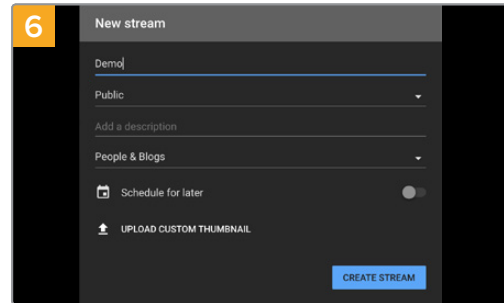 6
New stream
Demo
Public
Add a description
People & Blogs
Schedule for later
UPLOAD CUSTOM THUMBNAIL
CREATE STREAM